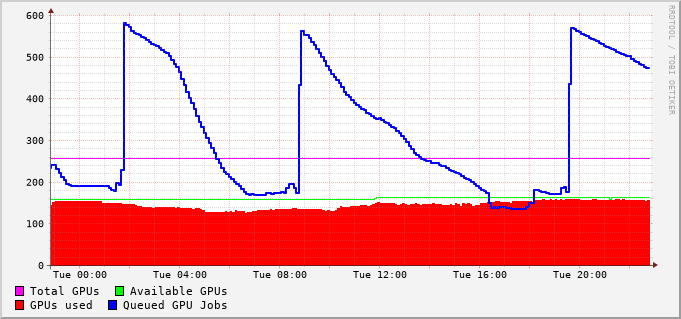 600
500
400
300
200
100
0
Tue 00:00 Tue 04:00 Tue 08:00 Tue 12:00 Tue 16:00 Tue 20:00
Total GPUs Available GPUs
GPUs used Queued GPU Jobs
RRDTOOL / TOBI OETIKER